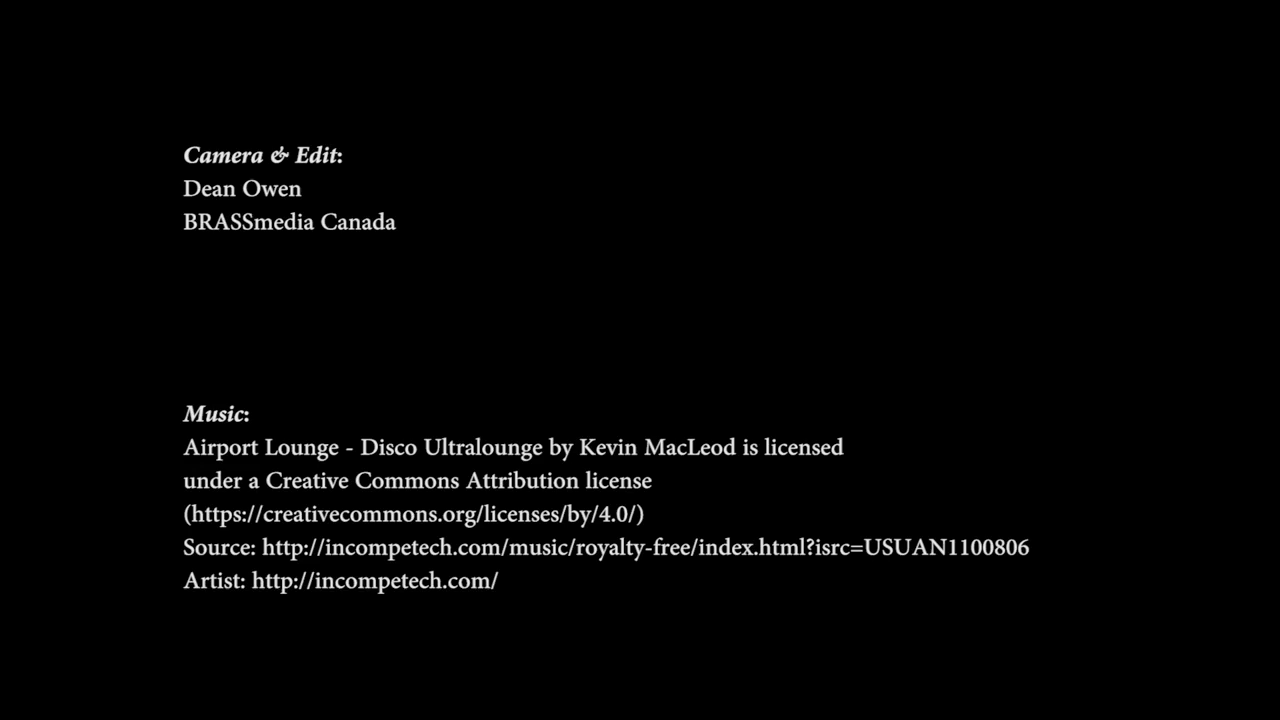 Camera & Edit:
Dean Owen
BRASSmedia Canada
Music:
Airport Lounge - Disco Ultralounge by Kevin MacLeod is licensed
under a Creative Commons Attribution license
(https://creativecommons.org/licenses/by/4.0/)
Source: http://incompetech.com/music/royalty-free/index.html?isrc=USUAN1100806
Artist: http://incompetech.com/